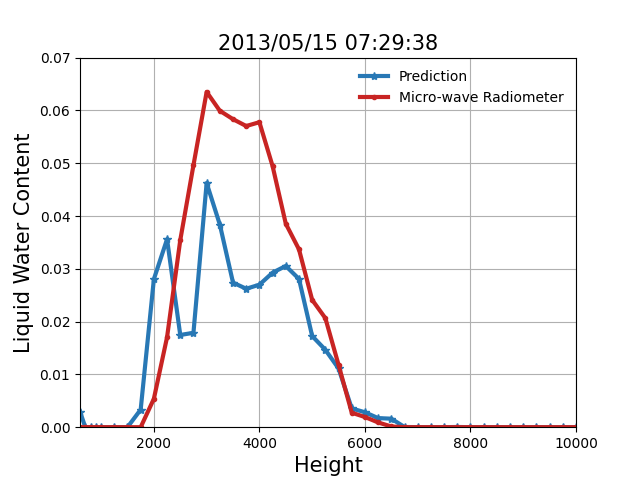 2013/05/15 07:29:38
0.07
0.06
0.05
0.04
0.03
0.02
0.01
0.00
Liquid Water Content
Prediction
Micro-wave Radiometer
2000 4000 6000 8000 10000
Height